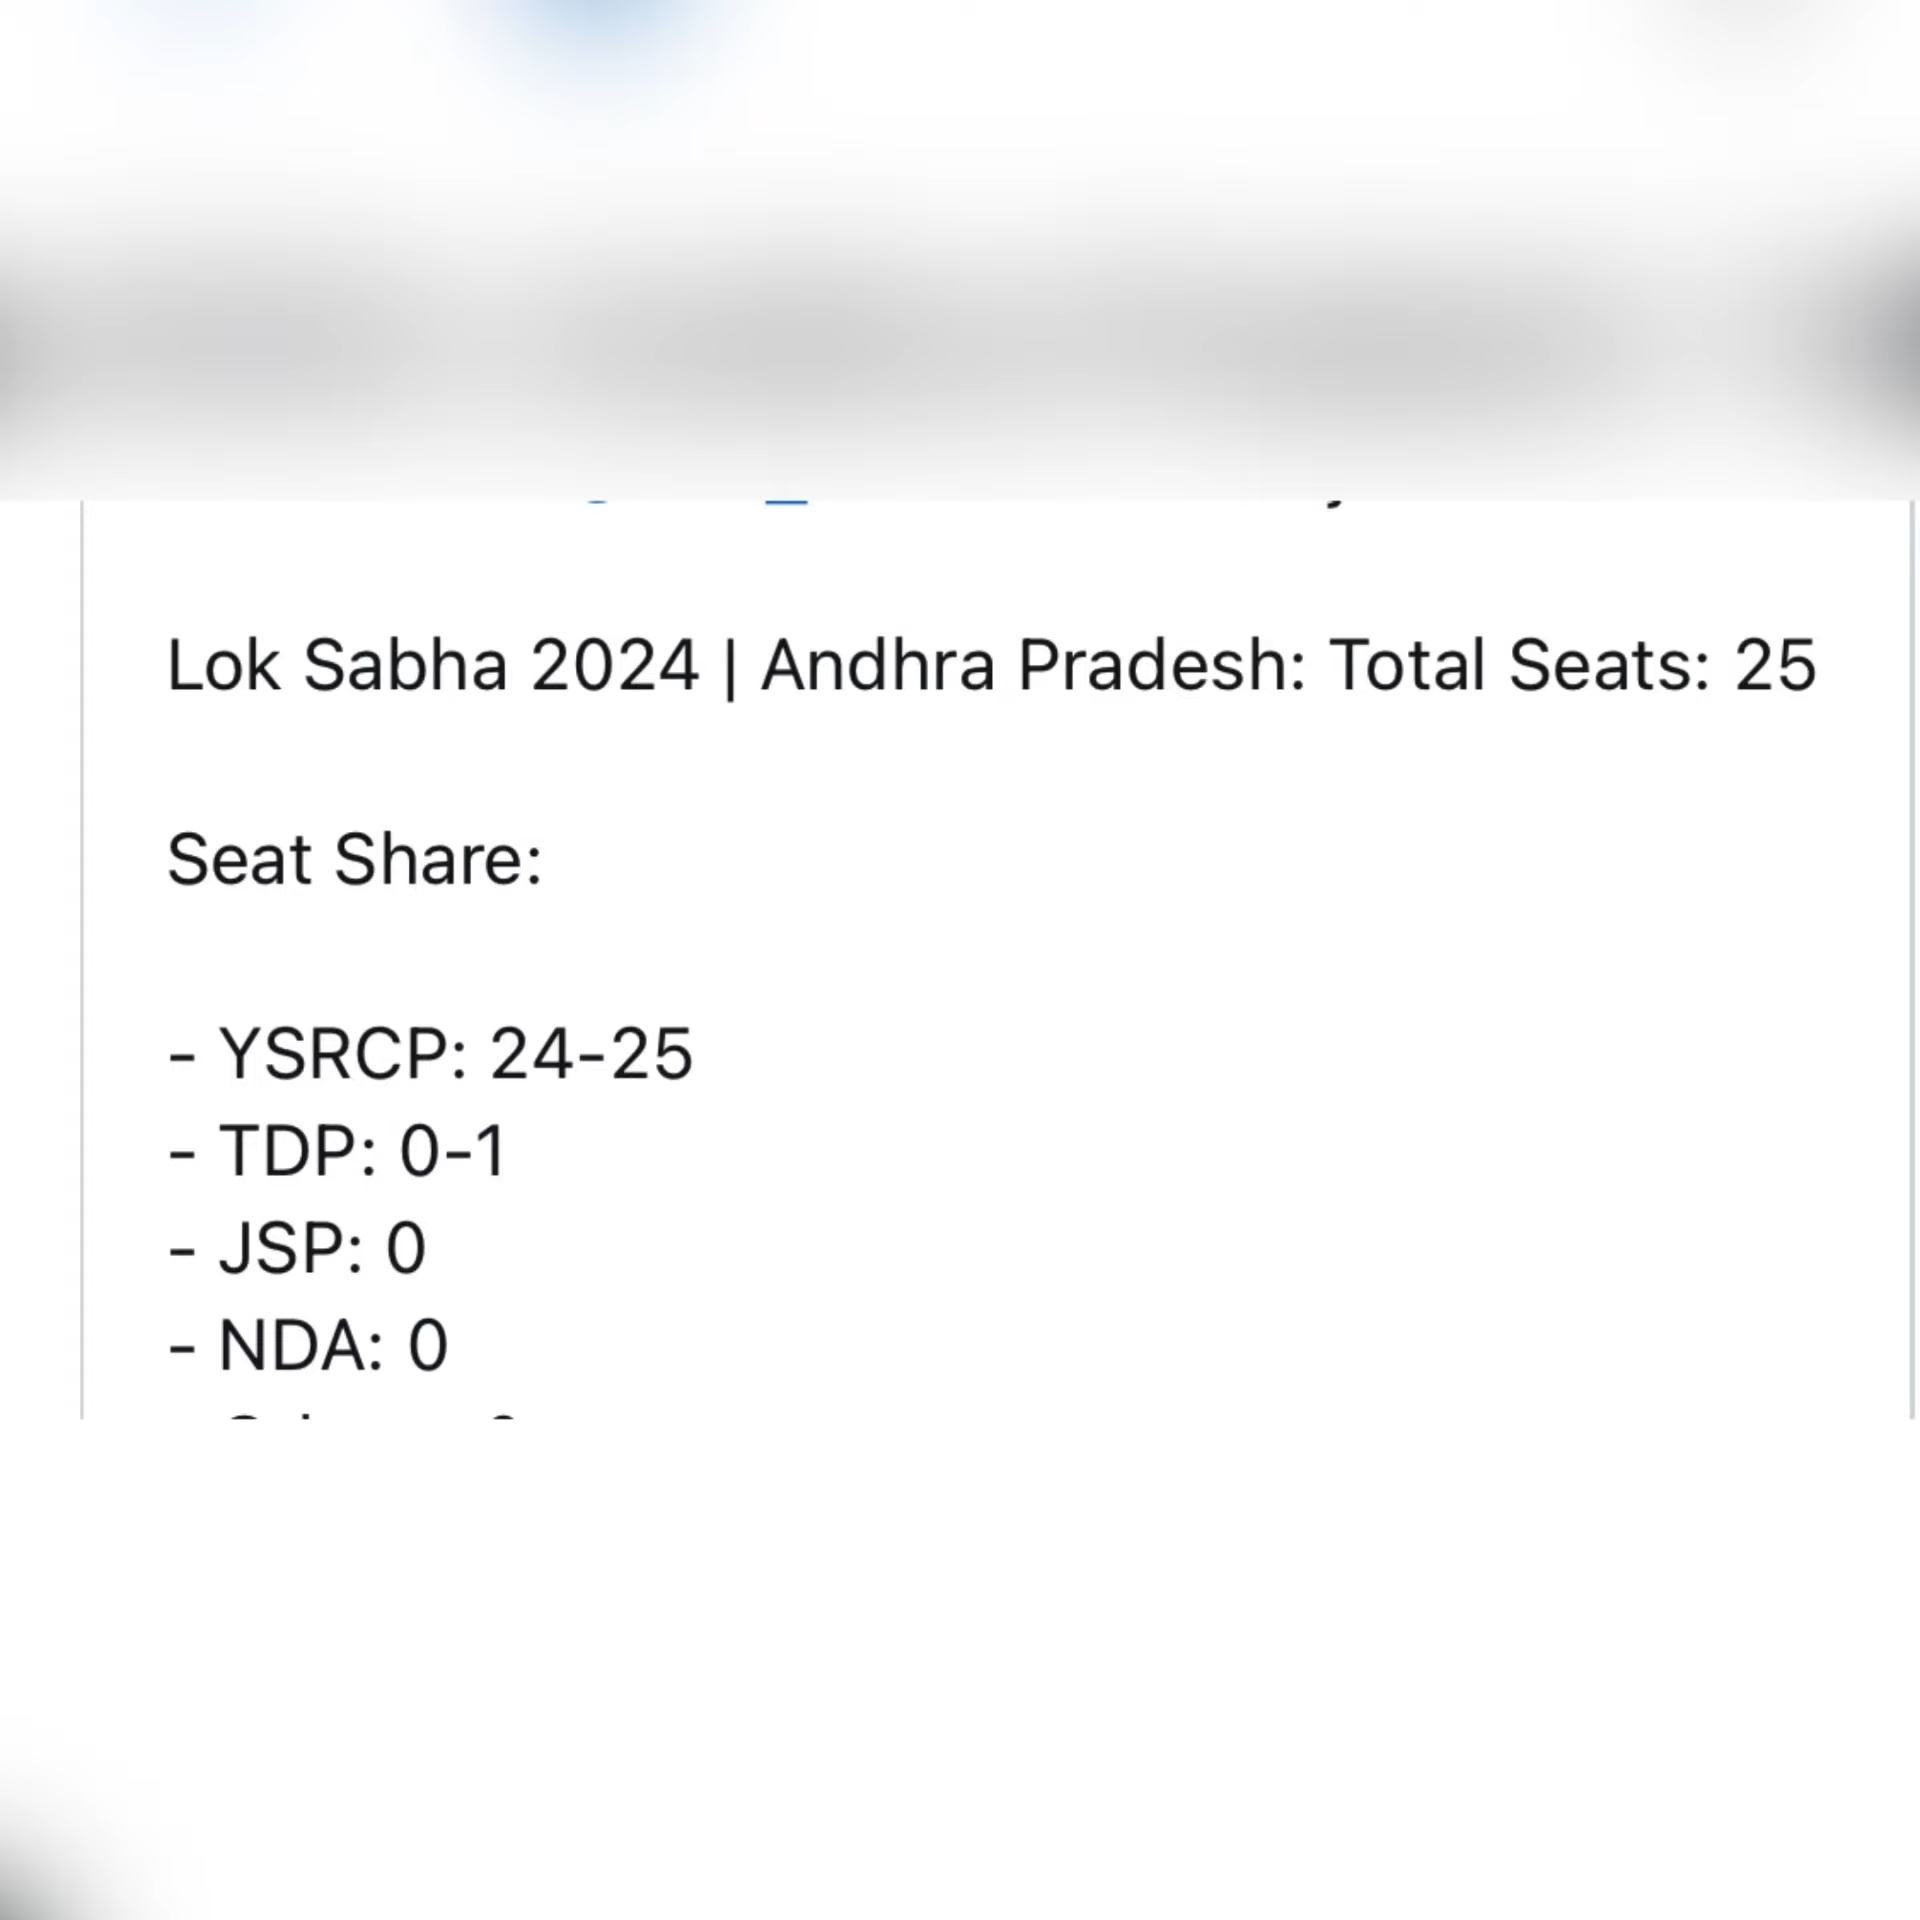 Lok Sabha 2024 | Andhra Pradesh: Total Seats: 25
Seat Share:
- YSRCP: 24-25
- TDP: 0-1
- JSP: 0
- NDA: 0